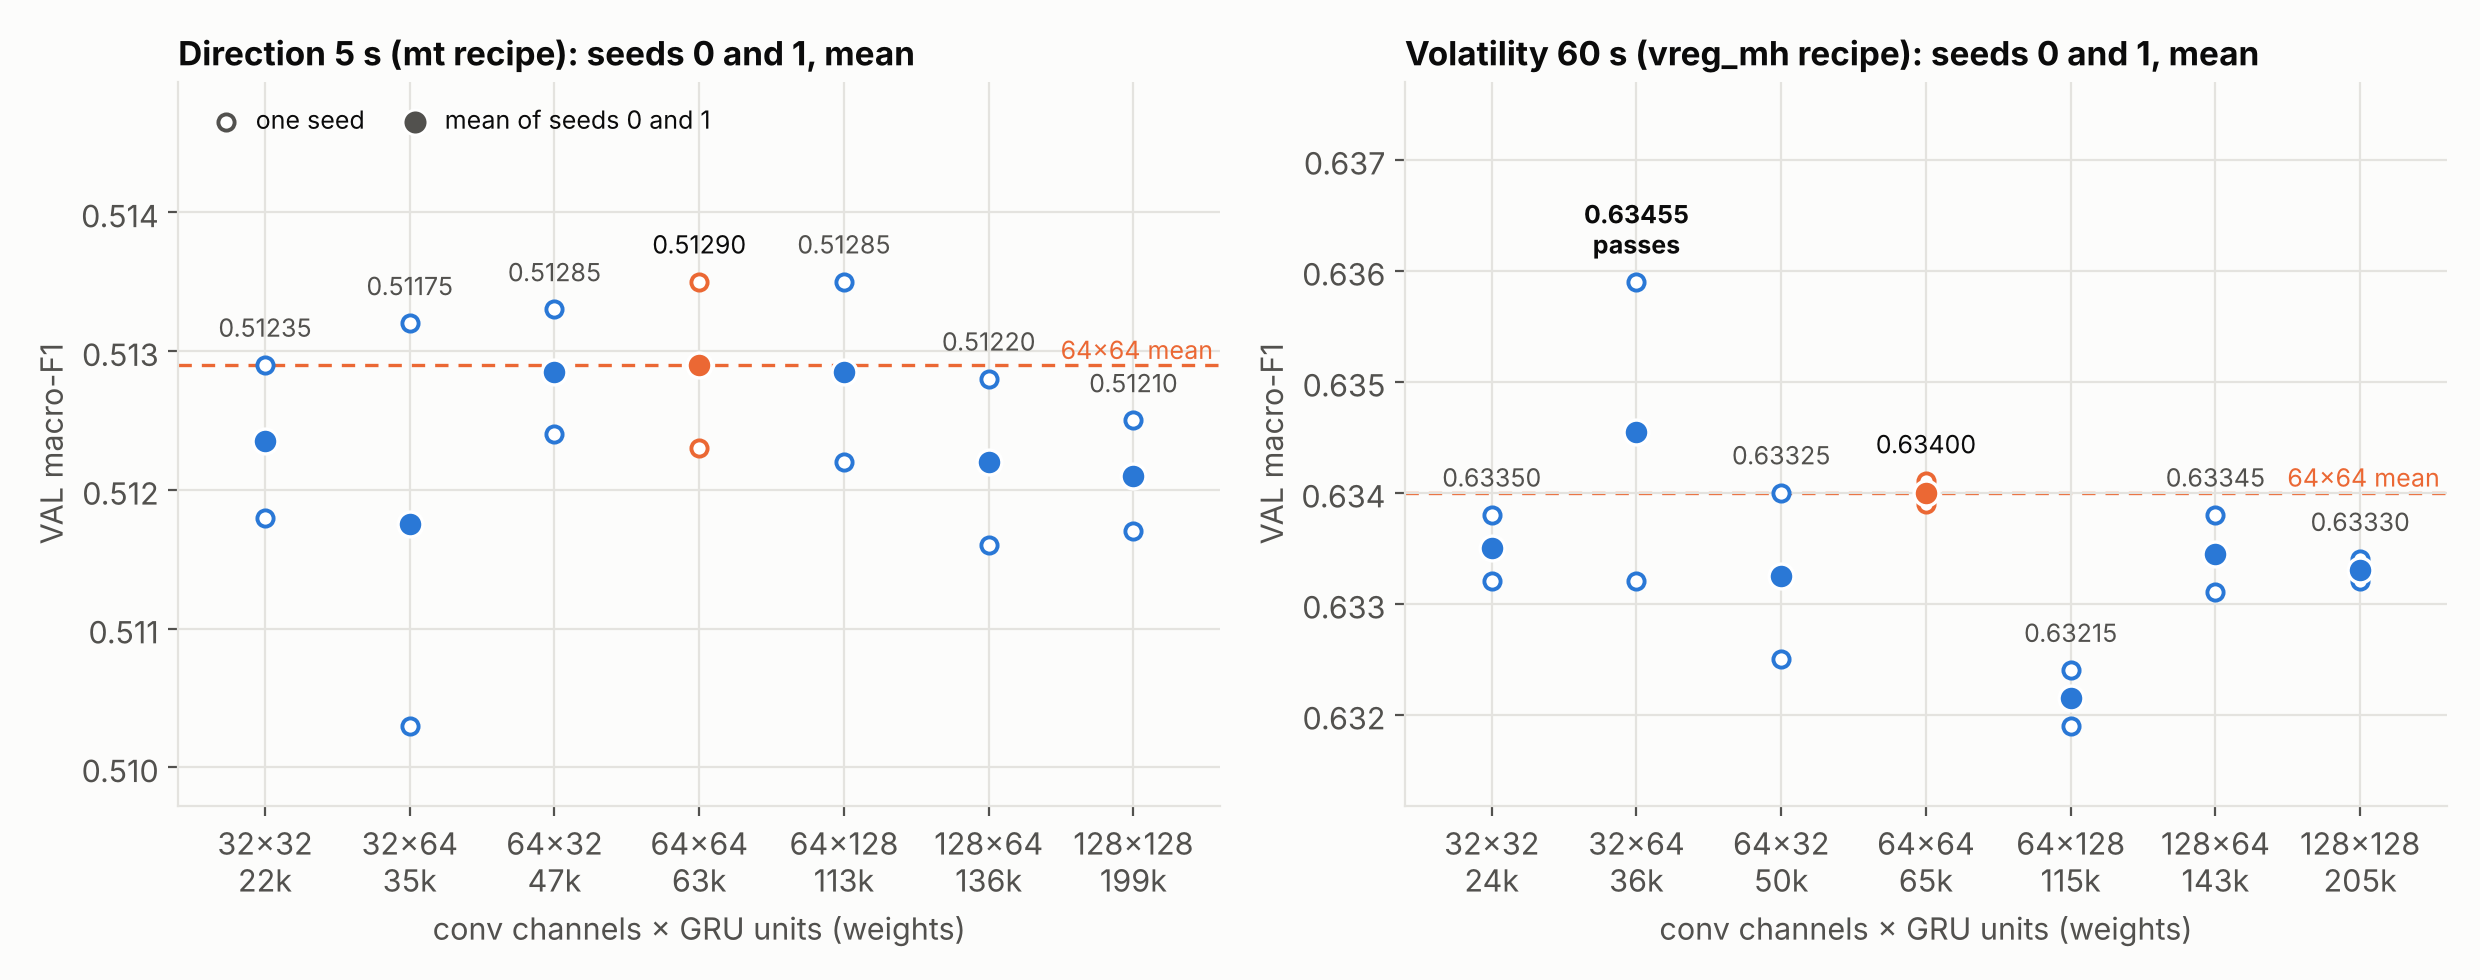 Direction 5 s (mt recipe): seeds 0 and 1, mean
one seed
mean of seeds 0 and 1
VAL macro-F1
0.514
0.513
0.512
0.511
0.510
0.51235
0.51175
0.51285
0.51290
0.51285
0.51220
64×64 mean
0.51210
32×32 32×64 64×32 64×64 64×128 128×64 128×128
22k 35k 47k 63k 113k 136k 199k
conv channels × GRU units (weights)
Volatility 60 s (vreg_mh recipe): seeds 0 and 1, mean
VAL macro-F1
0.637
0.636
0.635
0.634
0.633
0.632
0.63350
0.63455
passes
0.63325
0.63400
0.63215
0.63345
64×64 mean
0.63330
32×32 32×64 64×32 64×64 64×128 128×64 128×128
24k 36k 50k 65k 115k 143k 205k
conv channels × GRU units (weights)